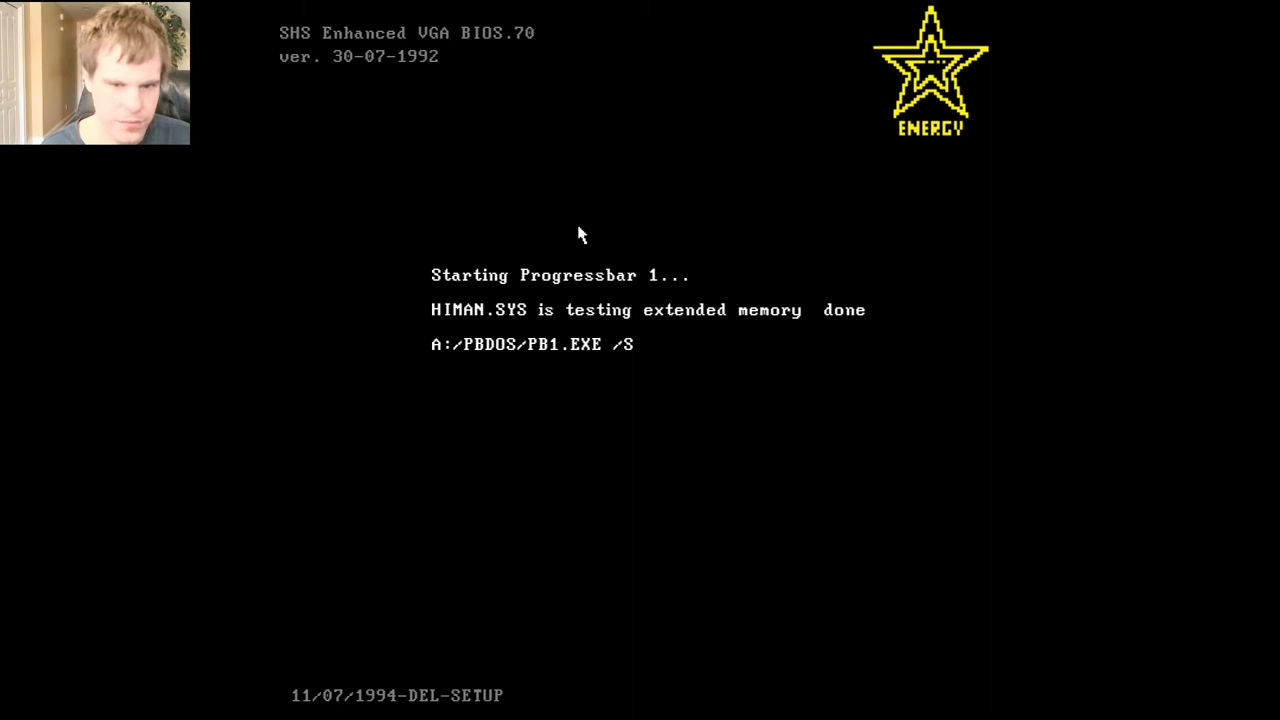 SHS Enhanced VGA BIOS.70
ver. 30-07-1992
ENERGY
Starting Progressbar 1...
HIMAN.SYS is testing extended memory  done
A:/PBDOS/PB1.EXE /S
11/07/1994-DEL-SETUP